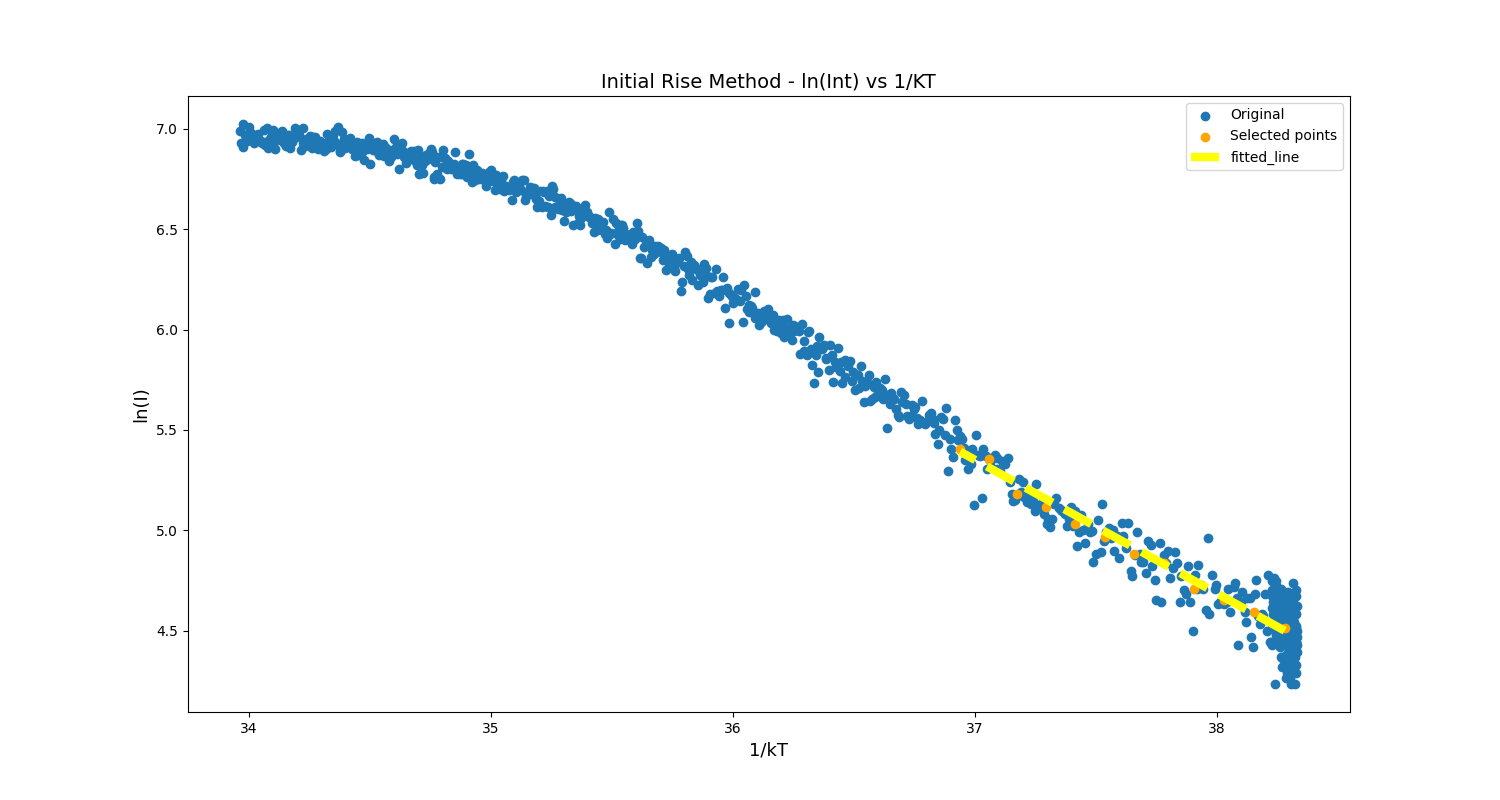 Initial Rise Method - ln(Int) vs 1/KT
Original
Selected points
fitted_line
7.0
6.5
6.0
5.5
5.0
4.5
ln(I)
34 35 36 37 38
1/kT